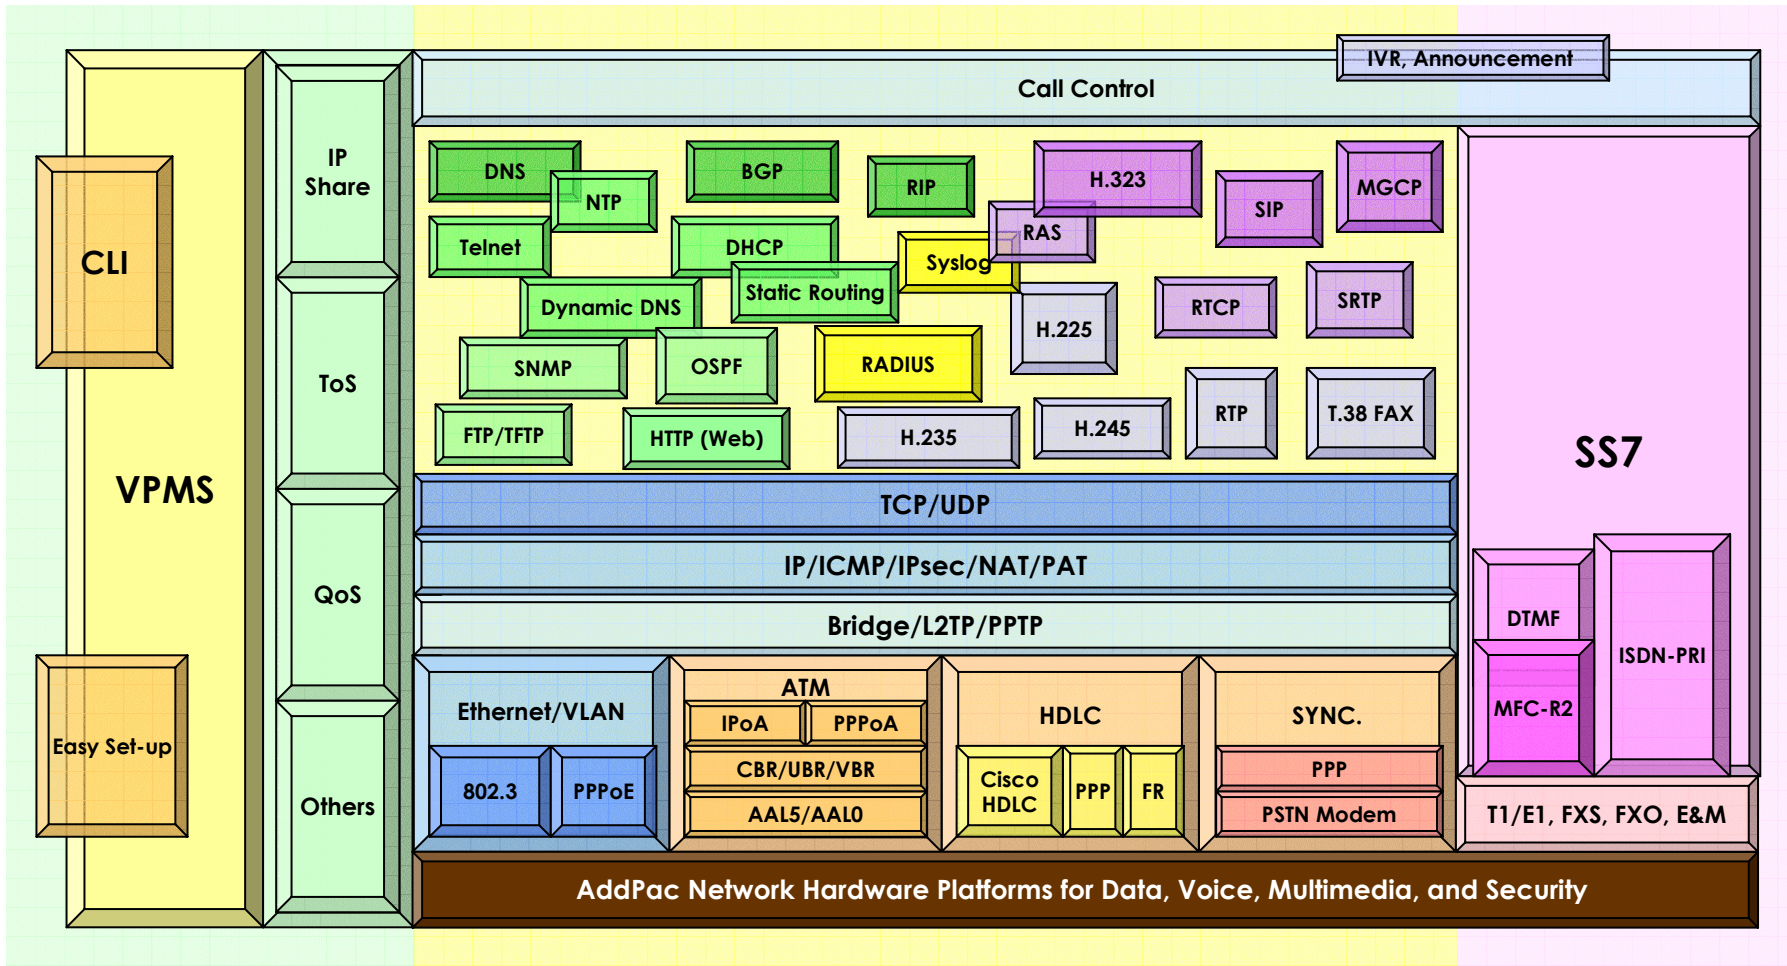 IVR, Announcement
Call Control
IP
Share
ToS
QoS
Others
CLI
VPMS
Easy Set-up
DNS
NTP
BGP
RIP
H.323
SIP
MGCP
Telnet
DHCP
Syslog
RAS
Dynamic DNS
Static Routing
H.225
RTCP
SRTP
SNMP
OSPF
RADIUS
FTP/TFTP
HTTP (Web)
H.235
H.245
RTP
T.38 FAX
SS7
TCP/UDP
IP/ICMP/IPsec/NAT/PAT
Bridge/L2TP/PPTP
DTMF
MFC-R2
ISDN-PRI
Ethernet/VLAN
802.3
PPPoE
ATM
IPoA
PPPoA
CBR/UBR/VBR
AAL5/AAL0
HDLC
Cisco
HDLC
PPP
FR
SYNC.
PPP
PSTN Modem
T1/E1, FXS, FXO, E&M
AddPac Network Hardware Platforms for Data, Voice, Multimedia, and Security